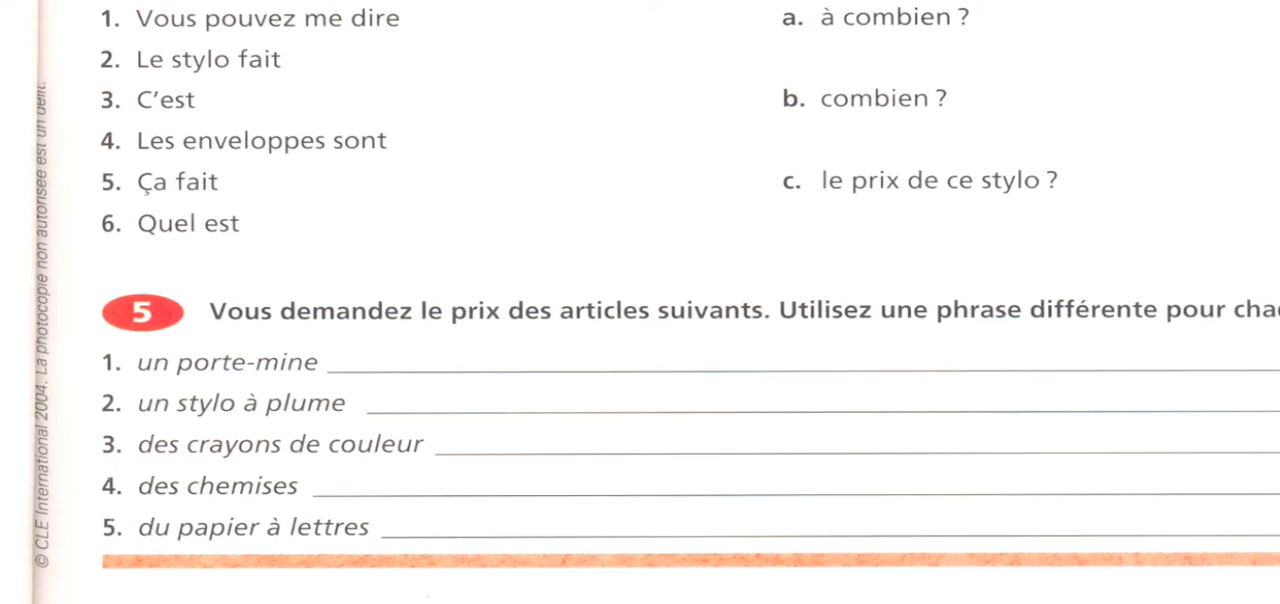 1. Vous pouvez me dire a. à combien ?
2. Le stylo fait
3. C'est b. combien ?
4. Les enveloppes sont
5. Ça fait c. le prix de ce stylo ?
6. Quel est
5 Vous demandez le prix des articles suivants. Utilisez une phrase différente pour
1. un porte-mine
2. un stylo à plume
3. des crayons de couleur
4. des chemises
5. du papier à lettres
© CLE International 2004. La photocopie non autorisée est un délit.